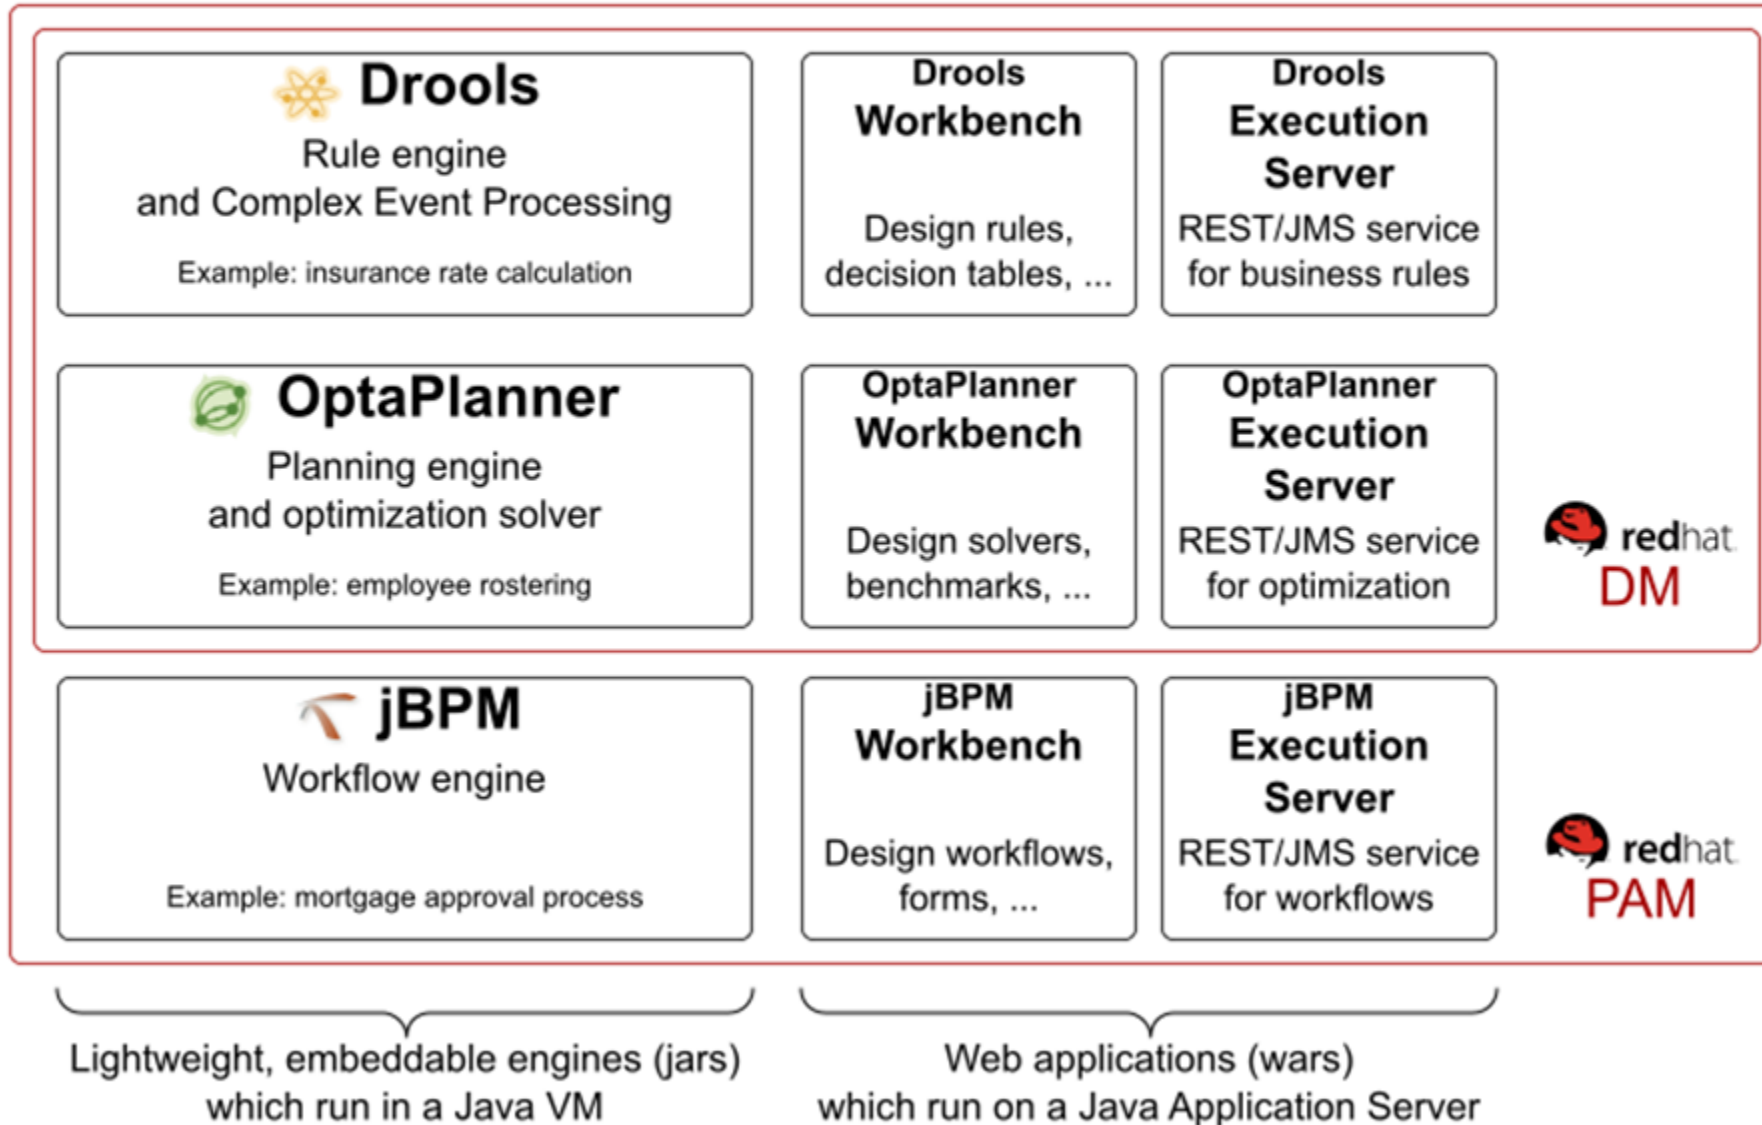 Drools
Rule engine
and Complex Event Processing
Example: insurance rate calculation
Drools
Workbench
Design rules,
decision tables, ...
Drools
Execution
Server
REST/JMS service
for business rules
OptaPlanner
Planning engine
and optimization solver
Example: employee rostering
OptaPlanner
Workbench
Design solvers,
benchmarks, ...
OptaPlanner
Execution
Server
REST/JMS service
for optimization
redhat.
DM
jBPM
Workflow engine
Example: mortgage approval process
jBPM
Workbench
Design workflows,
forms, ...
jBPM
Execution
Server
REST/JMS service
for workflows
redhat.
PAM
Lightweight, embeddable engines (jars)
which run in a Java VM
Web applications (wars)
which run on a Java Application Server